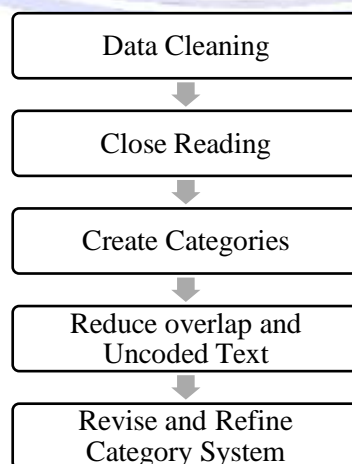 Data Cleaning
Close Reading
Create Categories
Reduce overlap and
Uncoded Text
Revise and Refine
Category System